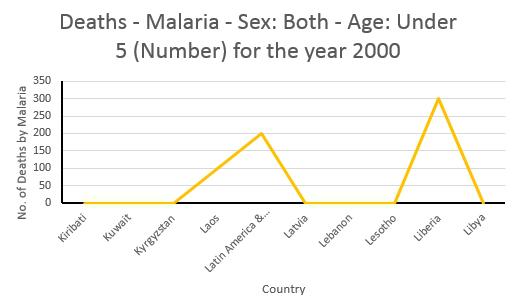 Deaths - Malaria - Sex: Both - Age: Under
5 (Number) for the year 2000
No. of Deaths by Malaria
350
300
250
200
150
100
50
0
Kiribati
Kuwait
Kyrgyzstan
Laos
Latin America &...
Latvia
Lebanon
Lesotho
Liberia
Libya
Country